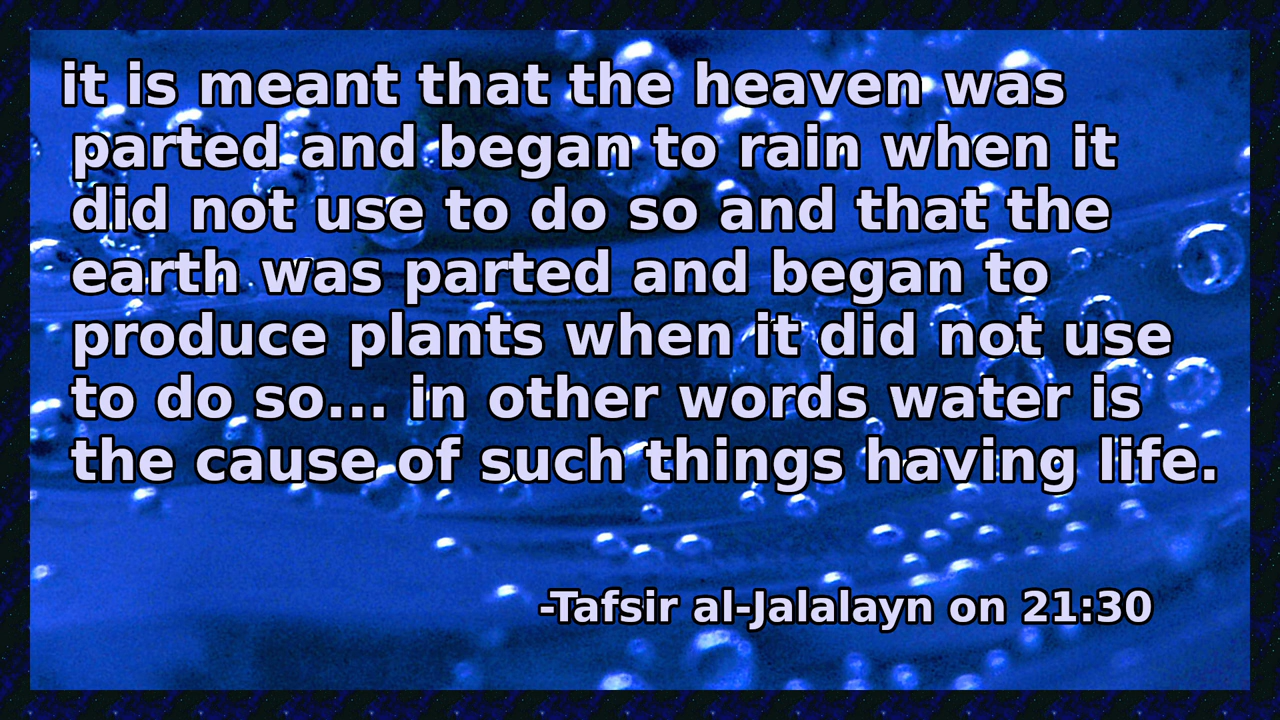 it is meant that the heaven was
parted and began to rain when it
did not use to do so and that the
earth was parted and began to
produce plants when it did not use
to do so... in other words water is
the cause of such things having life.
-Tafsir al-Jalalayn on 21:30